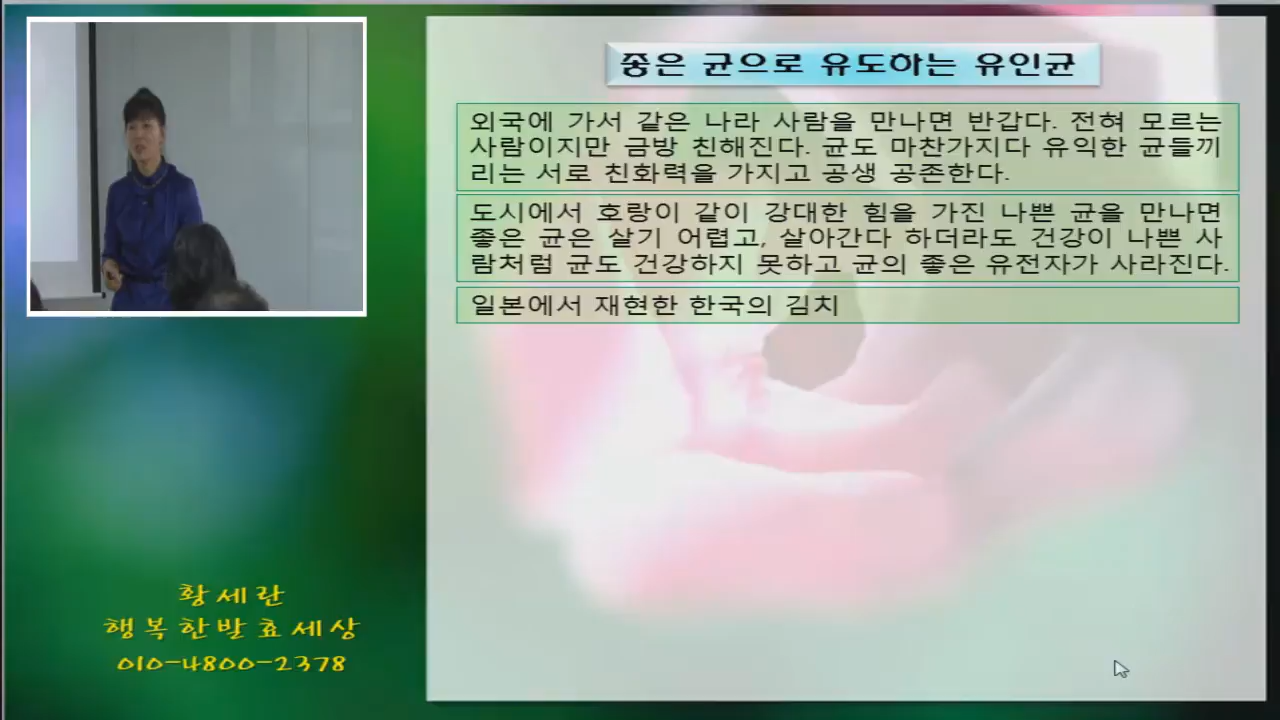 좋은 균으로 유도하는 유인균
외국에 가서 같은 나라 사람을 만나면 반갑다. 전혀 모르는
사람이지만 금방 친해진다. 균도 마찬가지다 유익한 균들끼
리는 서로 친화력을 가지고 공생 공존한다.
도시에서 호랑이 같이 강대한 힘을 가진 나쁜 균을 만나면
좋은 균은 살기 어렵고, 살아간다 하더라도 건강이 나쁜 사
람처럼 균도 건강하지 못하고 균의 좋은 유전자가 사라진다.
일본에서 재현한 한국의 김치
황세란
행복한발효세상
010-4800-2378